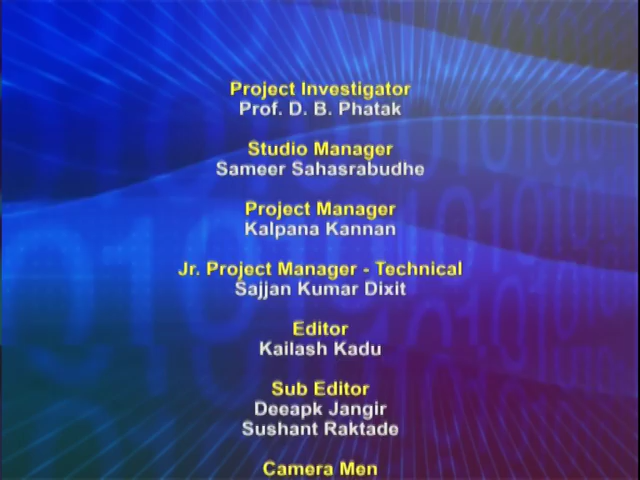 Project Investigator
Prof. D. B. Phatak
Studio Manager
Sameer Sahasrabudhe
Project Manager
Kalpana Kannan
Jr. Project Manager - Technical
Sajjan Kumar Dixit
Editor
Kailash Kadu
Sub Editor
Deeapk Jangir
Sushant Raktade
Camera Men